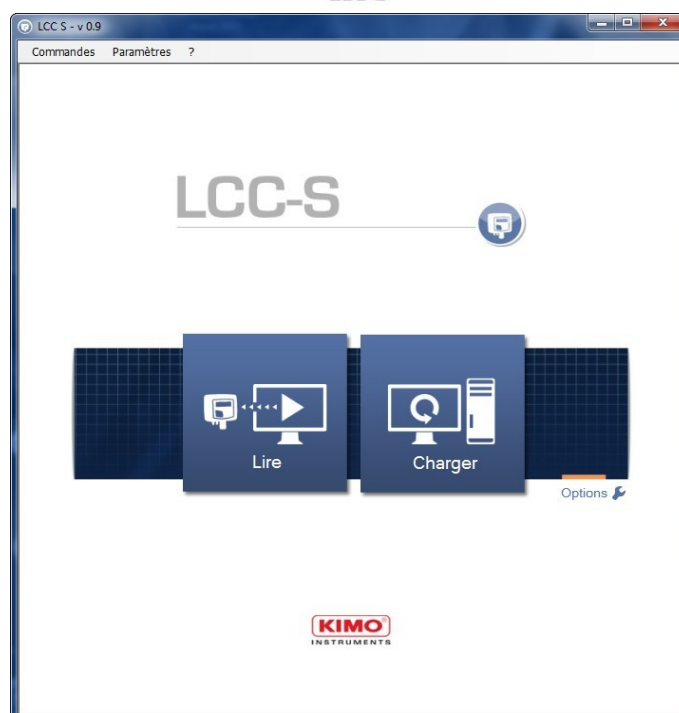 LCC S - v 0.9
Commandes Paramètres ?
LCC-S
Lire
Charger
Options
KIMO
INSTRUMENTS